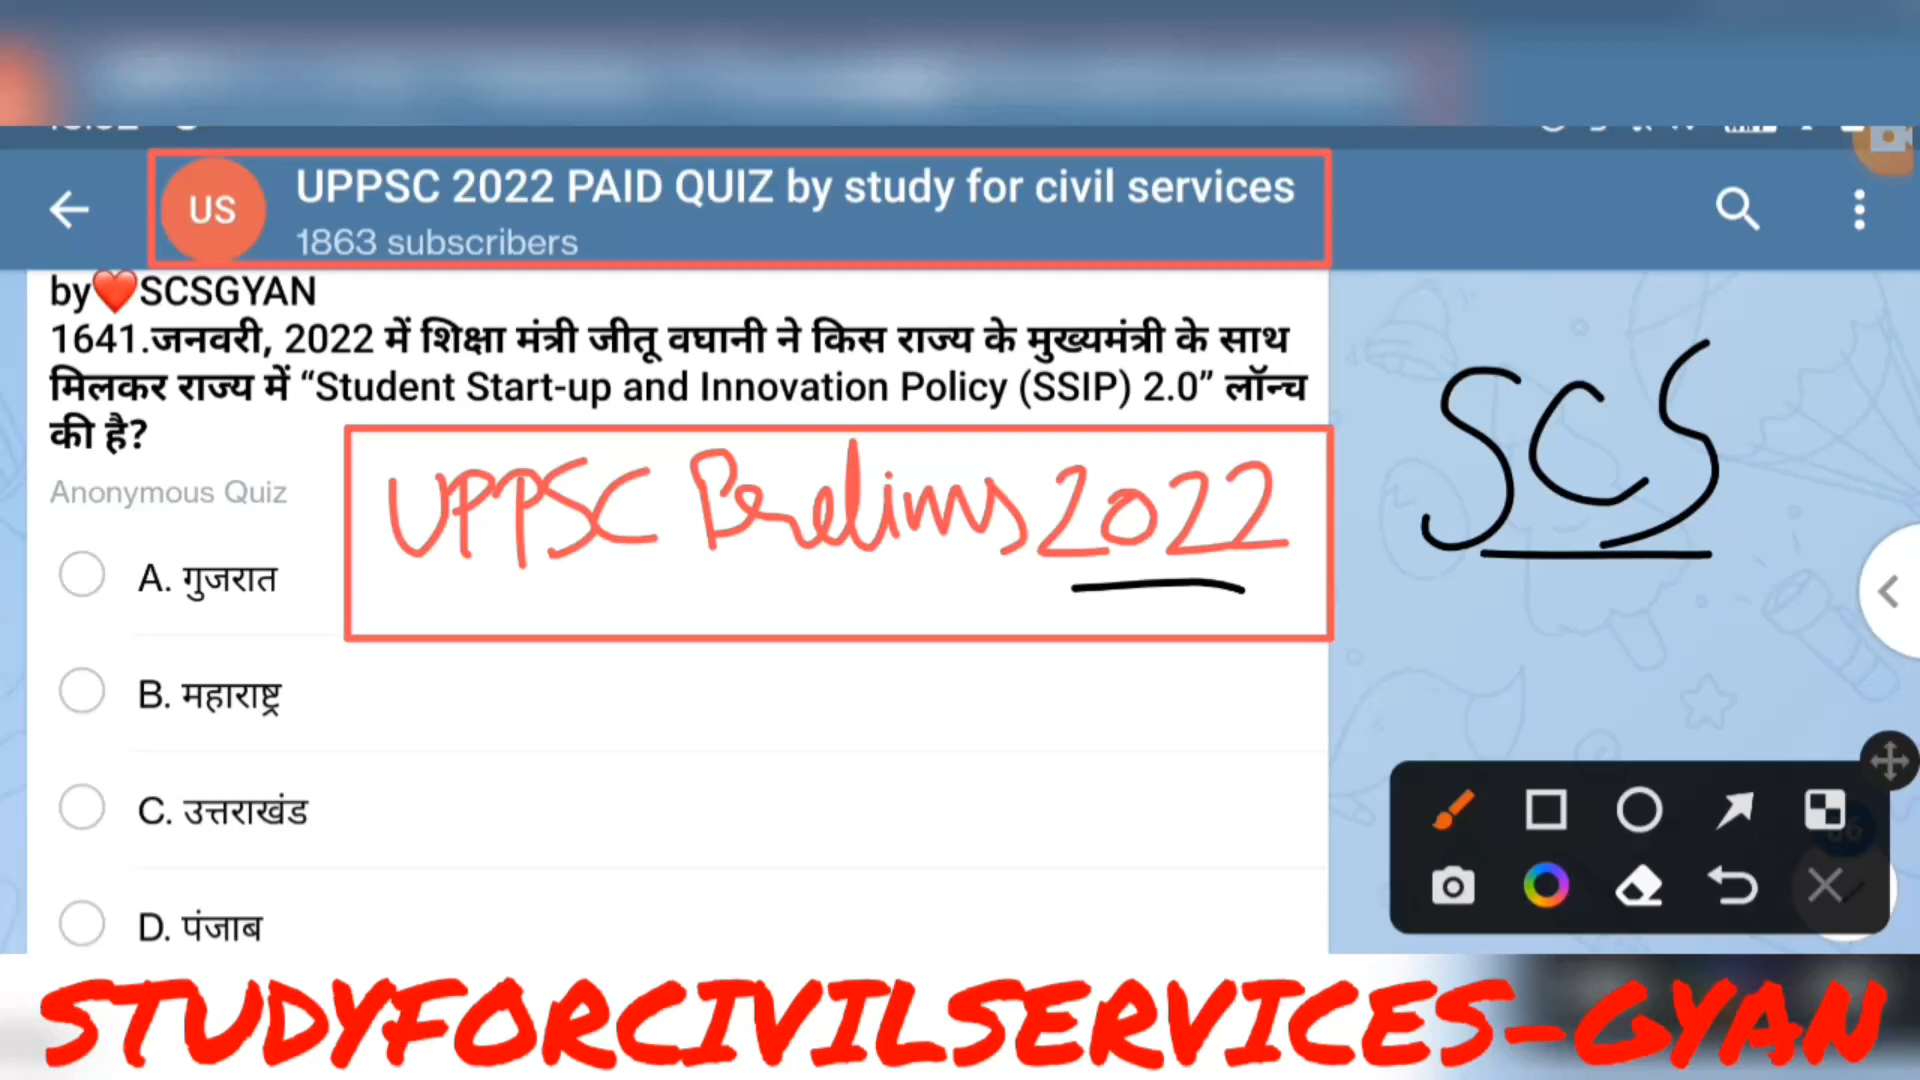 UPPSC 2022 PAID QUIZ by study for civil services
US
1863 subscribers
by❤️SCSGYAN
1641.जनवरी, 2022 में शिक्षा मंत्री जीतू वघानी ने किस राज्य के मुख्यमंत्री के साथ
मिलकर राज्य में “Student Start-up and Innovation Policy (SSIP) 2.0” लॉन्च
की है?
Anonymous Quiz
UPPSC Prelims 2022
SCS
A. गुजरात
B. महाराष्ट्र
C. उत्तराखंड
D. पंजाब
STUDYFORCIVILSERVICES-GYAN